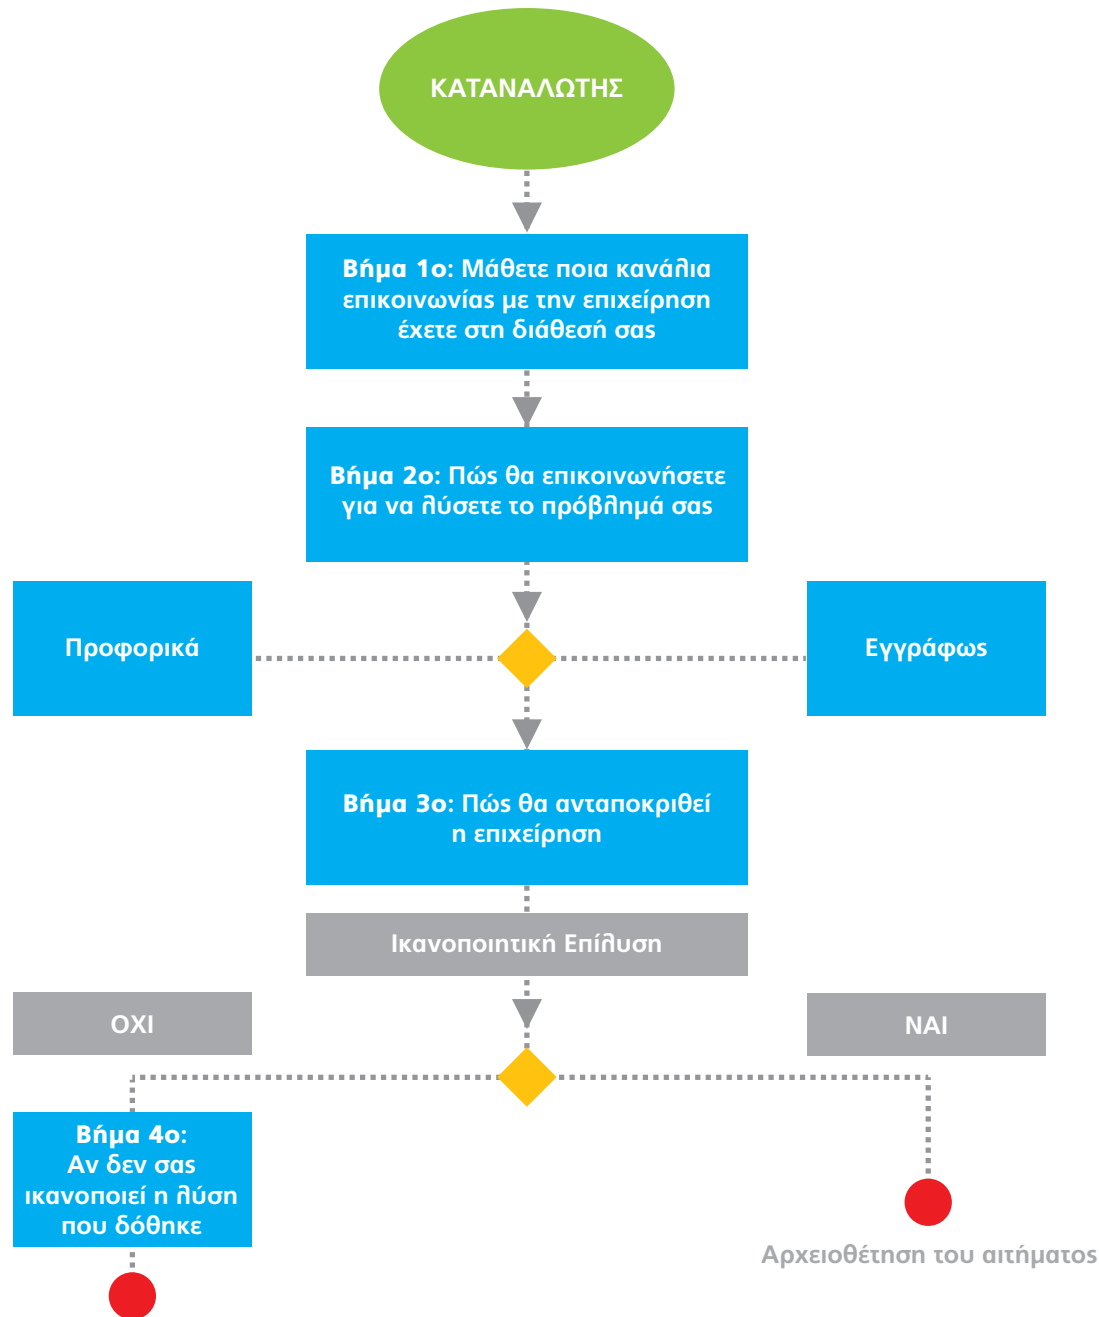 ΚΑΤΑΝΑΛΩΤΗΣ
Βήμα 1ο: Μάθετε ποια κανάλια
επικοινωνίας με την επιχείρηση
έχετε στη διάθεσή σας
Βήμα 2ο: Πώς θα επικοινωνήσετε
για να λύσετε το πρόβλημά σας
Προφορικά
Εγγράφως
Βήμα 3ο: Πώς θα ανταποκριθεί
η επιχείρηση
Ικανοποιητική Επίλυση
ΟΧΙ
ΝΑΙ
Βήμα 4ο:
Αν δεν σας
ικανοποιεί η λύση
που δόθηκε
Αρχειοθέτηση του αιτήματος